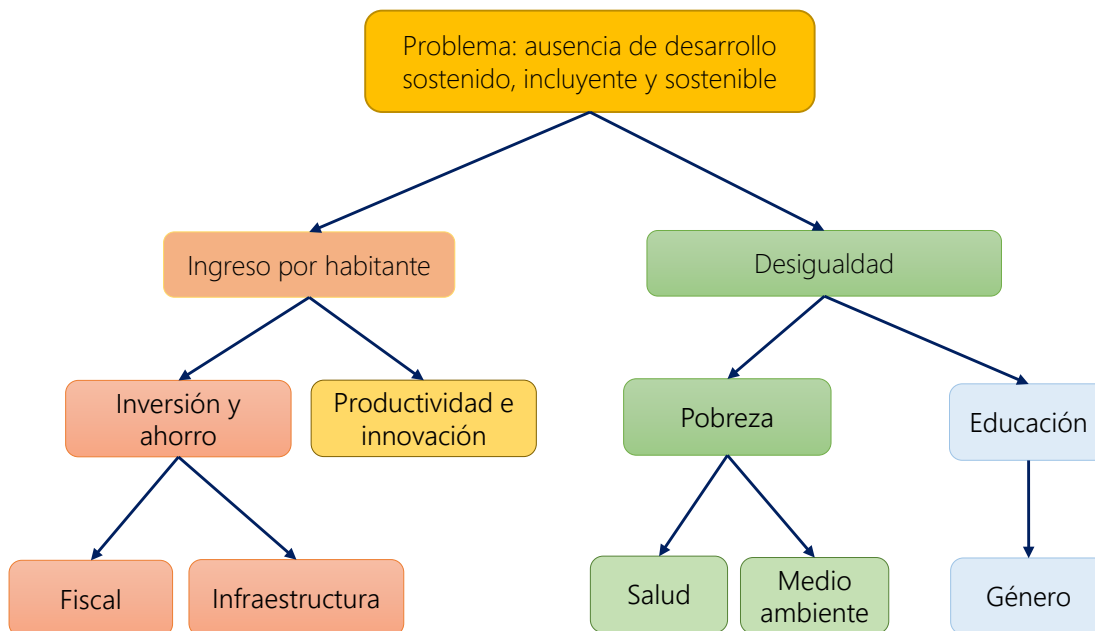 Problema: ausencia de desarrollo
sostenido, incluyente y sostenible
Ingreso por habitante
Desigualdad
Inversión y
ahorro
Productividad e
innovación
Pobreza
Educación
Fiscal
Infraestructura
Salud
Medio
ambiente
Género